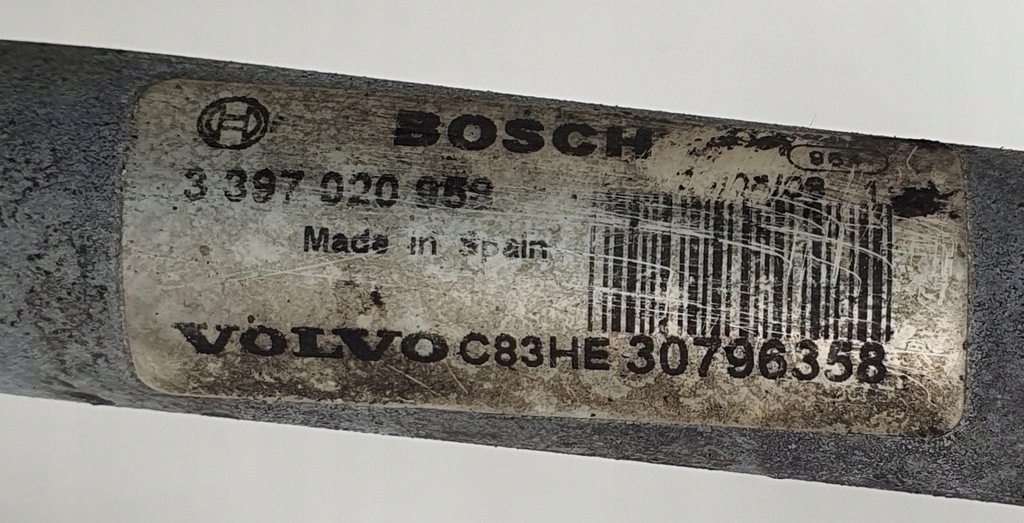 BOSCH
3 397 020 959
Made in Spain
VOLVO C83HE 30796358